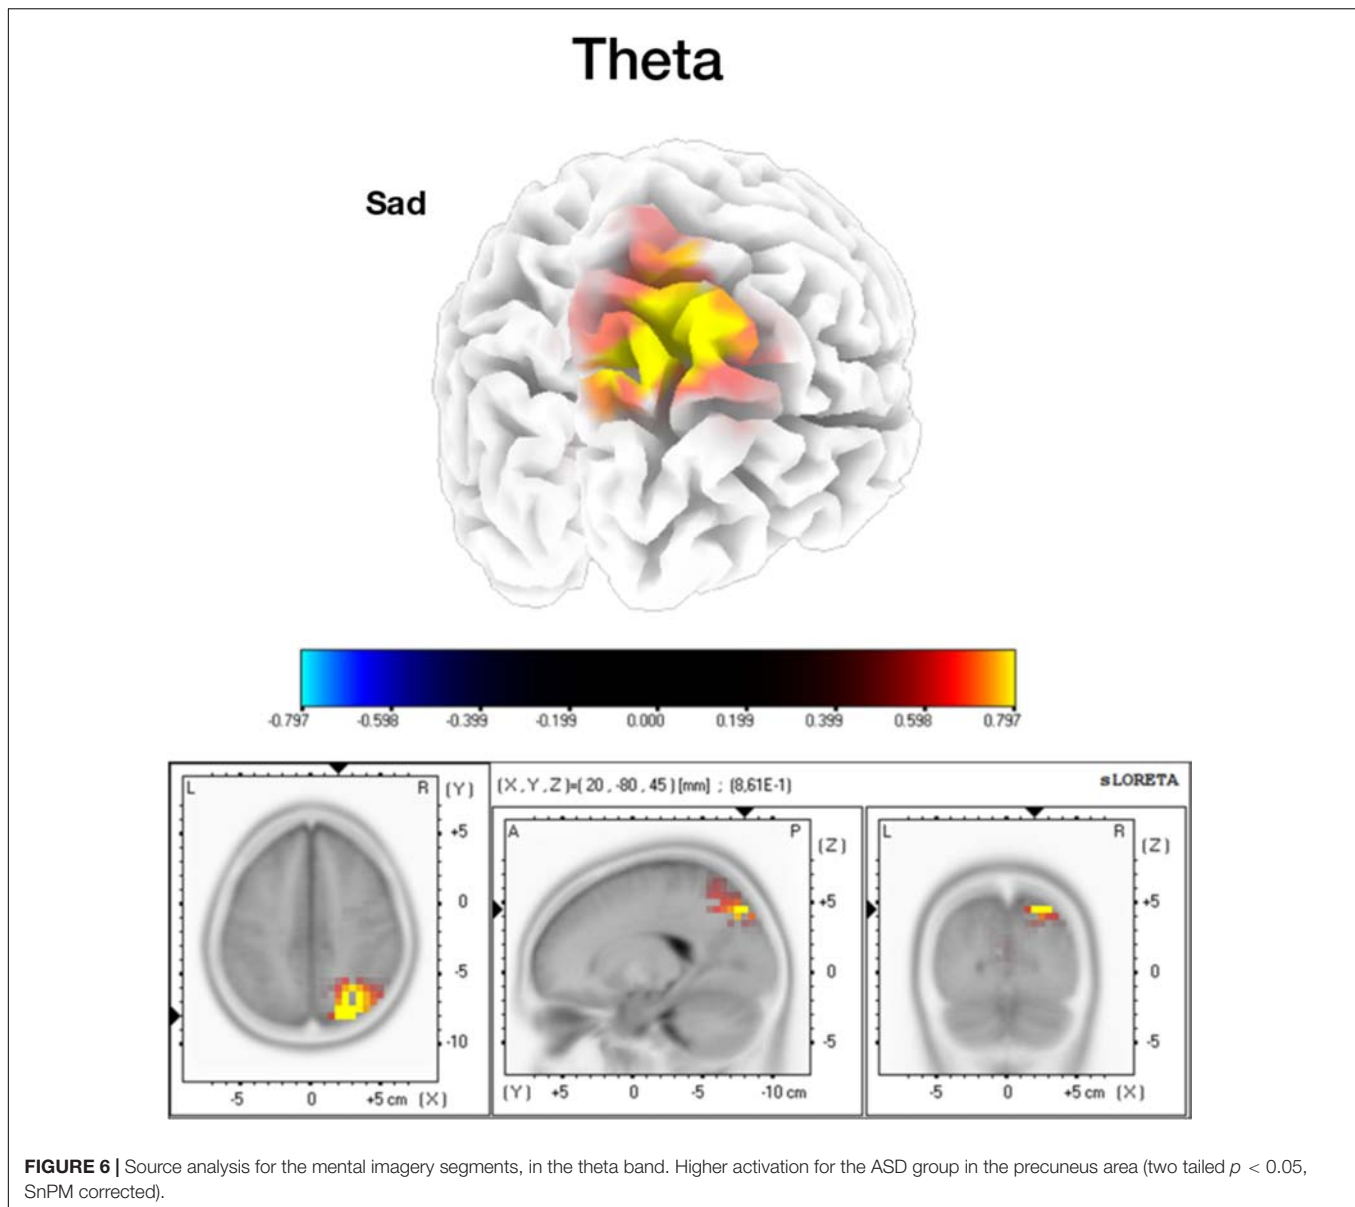 Theta
Sad
-0.797 -0.598 -0.399 -0.199 0.000 0.199 0.399 0.598 0.797
(X,Y,Z)=(20,-80,45)[mm] ; (8,61E-1) sLORETA
L R (Y)
+5
0
-5
-10
-5 0 +5 cm (X)
A P (Z)
+5
0
-5
(Y) +5 0 -5 -10 cm
L R (Z)
+5
0
-5
-5 0 +5 cm (X)
FIGURE 6 | Source analysis for the mental imagery segments, in the theta band. Higher activation for the ASD group in the precuneus area (two tailed p < 0.05,
SnPM corrected).